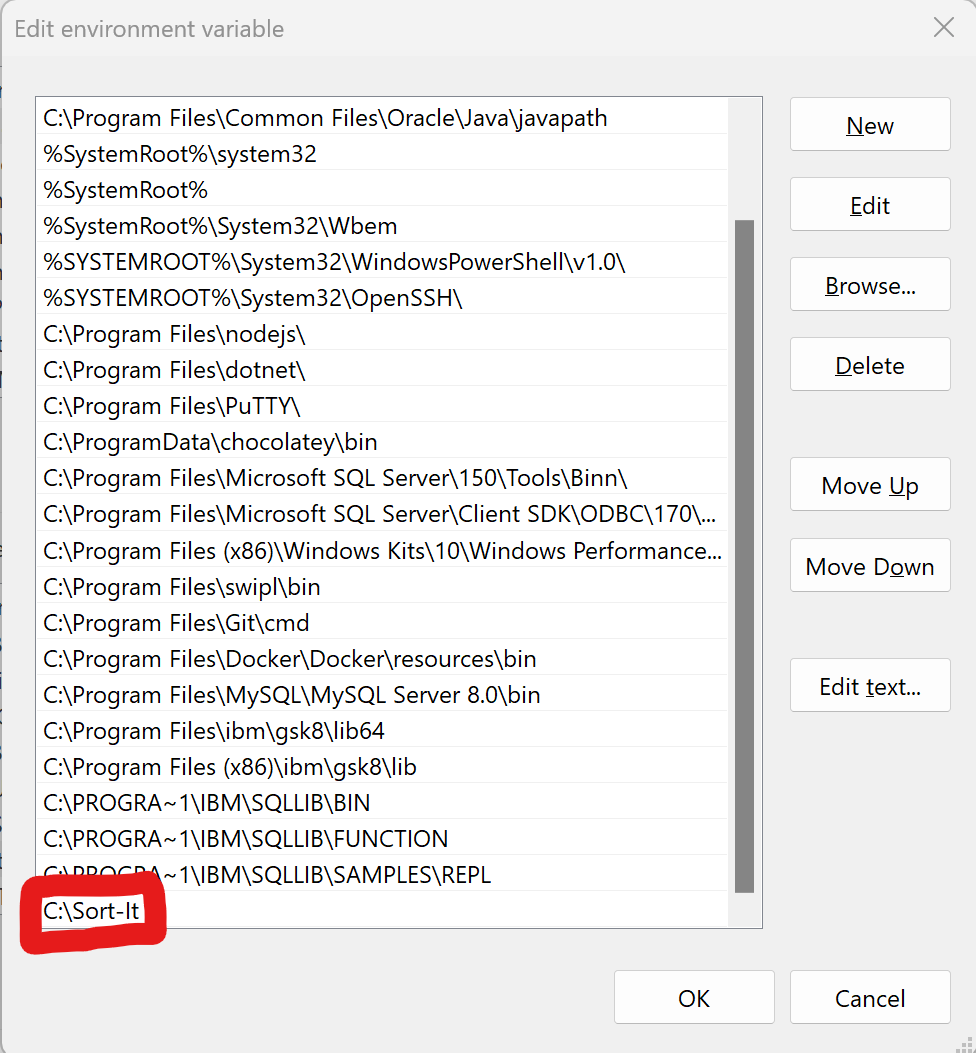 Edit environment variable
C:\Program Files\Common Files\Oracle\Java\javapath
%SystemRoot%\system32
%SystemRoot%
%SystemRoot%\System32\Wbem
%SYSTEMROOT%\System32\WindowsPowerShell\v1.0\
%SYSTEMROOT%\System32\OpenSSH\
C:\Program Files\nodejs\
C:\Program Files\dotnet\
C:\Program Files\PuTTY\
C:\ProgramData\chocolatey\bin
C:\Program Files\Microsoft SQL Server\150\Tools\Binn\
C:\Program Files\Microsoft SQL Server\Client SDK\ODBC\170\...
C:\Program Files (x86)\Windows Kits\10\Windows Performance...
C:\Program Files\swipl\bin
C:\Program Files\Git\cmd
C:\Program Files\Docker\Docker\resources\bin
C:\Program Files\MySQL\MySQL Server 8.0\bin
C:\Program Files\ibm\gsk8\lib64
C:\Program Files (x86)\ibm\gsk8\lib
C:\PROGRA~1\IBM\SQLLIB\BIN
C:\PROGRA~1\IBM\SQLLIB\FUNCTION
C:\PROGRA~1\IBM\SQLLIB\SAMPLES\REPL
C:\Sort-It
New
Edit
Browse...
Delete
Move Up
Move Down
Edit text...
OK
Cancel